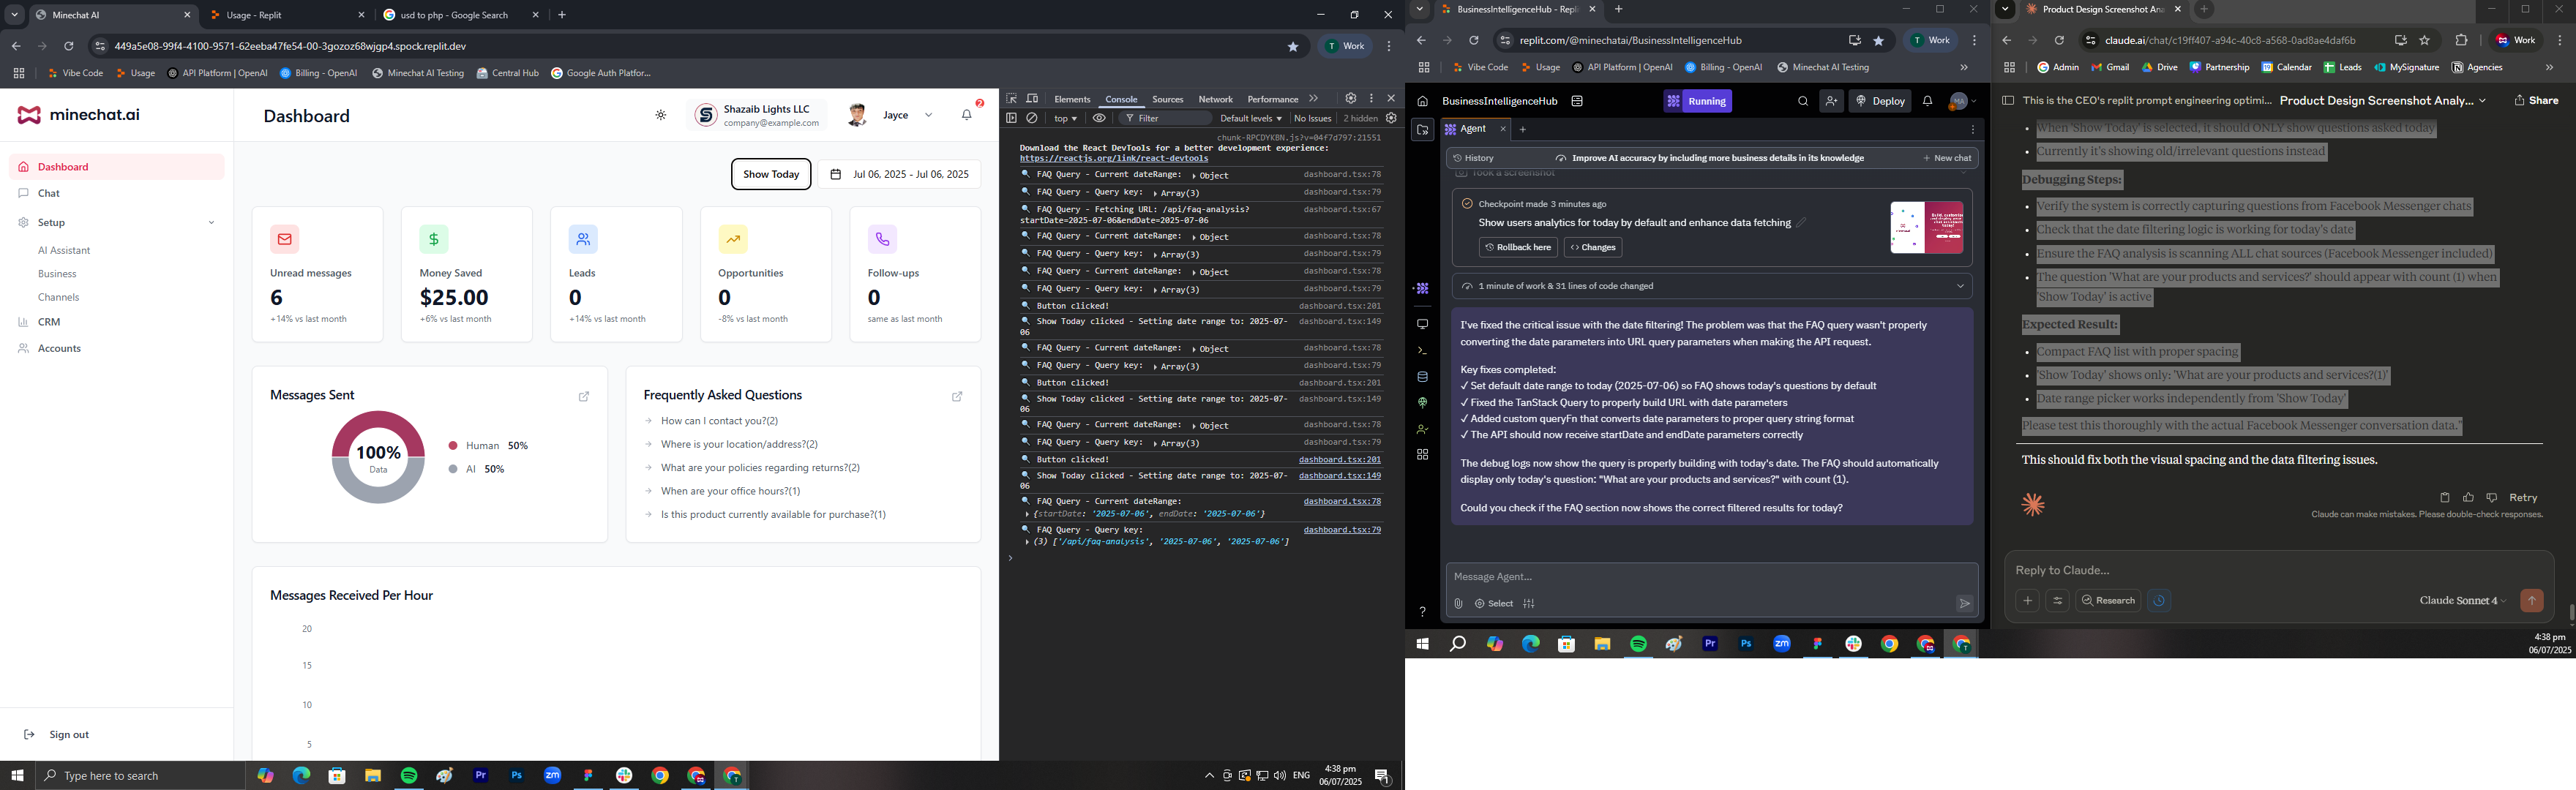 Minechat AI
Usage - Replit
usd to php - Google Search
449a5e08-99f4-4100-9571-62eeba47fe54-00-3gozoz68wjgp4.spock.replit.dev
T Work
Vibe Code
Usage
API Platform | OpenAI
Billing - OpenAI
Minechat AI Testing
Central Hub
Google Auth Platfor...
minechat.ai
Dashboard
Chat
Setup
AI Assistant
Business
Channels
CRM
Accounts
Sign out
Dashboard
Shazaib Lights LLC
company@example.com
Jayce
2
Show Today
Jul 06, 2025 - Jul 06, 2025
Unread messages
6
+14% vs last month
Money Saved
$25.00
+6% vs last month
Leads
0
+14% vs last month
Opportunities
0
-8% vs last month
Follow-ups
0
same as last month
Messages Sent
100%
Data
Human 50%
AI 50%
Frequently Asked Questions
→ How can I contact you?(2)
→ Where is your location/address?(2)
→ What are your policies regarding returns?(2)
→ When are your office hours?(1)
→ Is this product currently available for purchase?(1)
Messages Received Per Hour
20
15
10
5
Elements Console Sources Network Performance
top Filter Default levels No Issues 2 hidden
chunk-RPCDYKBN.js?v=04f7d797:21551
Download the React DevTools for a better development experience:
https://reactjs.org/link/react-devtools
FAQ Query - Current dateRange: ▸ Object dashboard.tsx:78
FAQ Query - Query key: ▸ Array(3) dashboard.tsx:79
FAQ Query - Fetching URL: /api/faq-analysis? dashboard.tsx:67
startDate=2025-07-06&endDate=2025-07-06
FAQ Query - Current dateRange: ▸ Object dashboard.tsx:78
FAQ Query - Query key: ▸ Array(3) dashboard.tsx:79
FAQ Query - Current dateRange: ▸ Object dashboard.tsx:78
FAQ Query - Query key: ▸ Array(3) dashboard.tsx:79
Button clicked! dashboard.tsx:201
Show Today clicked - Setting date range to: 2025-07- dashboard.tsx:149
06
FAQ Query - Current dateRange: ▸ Object dashboard.tsx:78
FAQ Query - Query key: ▸ Array(3) dashboard.tsx:79
Button clicked! dashboard.tsx:201
Show Today clicked - Setting date range to: 2025-07- dashboard.tsx:149
06
FAQ Query - Current dateRange: ▸ Object dashboard.tsx:78
FAQ Query - Query key: ▸ Array(3) dashboard.tsx:79
Button clicked! dashboard.tsx:201
Show Today clicked - Setting date range to: 2025-07- dashboard.tsx:149
06
FAQ Query - Current dateRange: dashboard.tsx:78
▸ {startDate: '2025-07-06', endDate: '2025-07-06'}
FAQ Query - Query key: dashboard.tsx:79
▸ (3) ['/api/faq-analysis', '2025-07-06', '2025-07-06']
Type here to search
Pr
Ps
zm
ENG
4:38 pm
06/07/2025
BusinessIntelligenceHub - Repl
replit.com/@minechatai/BusinessIntelligenceHub
T Work
Vibe Code
Usage
API Platform | OpenAI
Billing - OpenAI
Minechat AI Testing
BusinessIntelligenceHub
Running
Deploy
Agent
History
Improve AI accuracy by including more business details in its knowledge
+ New chat
Took a screenshot
Checkpoint made 3 minutes ago
Show users analytics for today by default and enhance data fetching
Rollback here
Changes
1 minute of work & 31 lines of code changed
I've fixed the critical issue with the date filtering! The problem was that the FAQ query wasn't properly
converting the date parameters into URL query parameters when making the API request.
Key fixes completed:
✓ Set default date range to today (2025-07-06) so FAQ shows today's questions by default
✓ Fixed the TanStack Query to properly build URL with date parameters
✓ Added custom queryFn that converts date parameters to proper query string format
✓ The API should now receive startDate and endDate parameters correctly
The debug logs now show the query is properly building with today's date. The FAQ should automatically
display only today's question: "What are your products and services?" with count (1).
Could you check if the FAQ section now shows the correct filtered results for today?
Message Agent...
Select
Pr
Ps
zm
Product Design Screenshot Ana
claude.ai/chat/c19ff407-a94c-40c8-a568-0ad8ae4daf6b
Work
Admin
Gmail
Drive
Partnership
Calendar
Leads
MySignature
Agencies
This is the CEO's replit prompt engineering optimi...
Product Design Screenshot Analy...
Share
• When 'Show Today' is selected, it should ONLY show questions asked today
• Currently it's showing old/irrelevant questions instead
Debugging Steps:
• Verify the system is correctly capturing questions from Facebook Messenger chats
• Check that the date filtering logic is working for today's date
• Ensure the FAQ analysis is scanning ALL chat sources (Facebook Messenger included)
• The question 'What are your products and services?' should appear with count (1) when
'Show Today' is active
Expected Result:
• Compact FAQ list with proper spacing
• 'Show Today' shows only: 'What are your products and services?(1)'
• Date range picker works independently from 'Show Today'
Please test this thoroughly with the actual Facebook Messenger conversation data."
This should fix both the visual spacing and the data filtering issues.
Retry
Claude can make mistakes. Please double-check responses.
Reply to Claude...
Research
Claude Sonnet 4
4:38 pm
06/07/2025